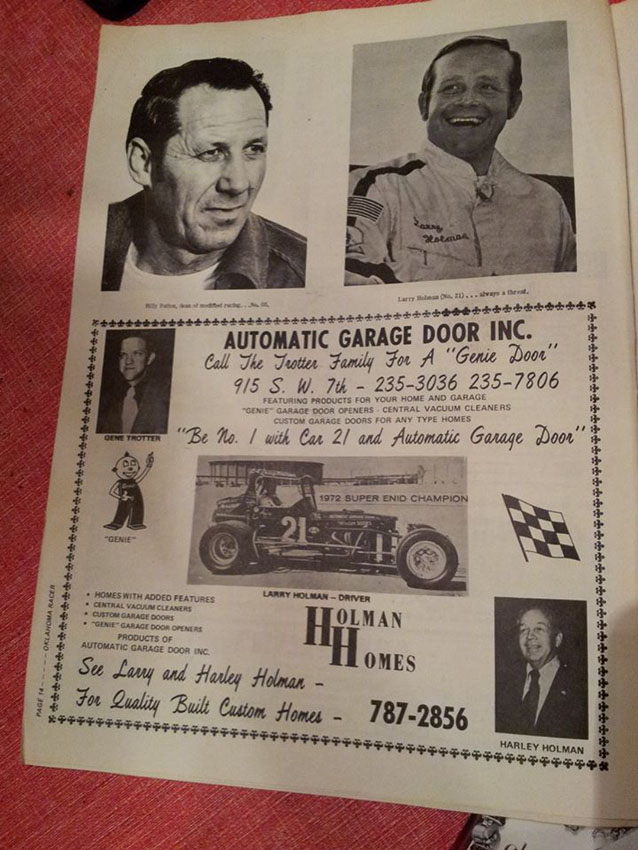 Billy Patton, dean of modified racing. . .No. 86.
Larry Holman
Larry Holman (No. 21) . . . always a threat.
AUTOMATIC GARAGE DOOR INC.
Call The Trotter Family For A "Genie Door"
915 S. W. 7th - 235-3036 235-7806
FEATURING PRODUCTS FOR YOUR HOME AND GARAGE
"GENIE" GARAGE DOOR OPENERS - CENTRAL VACUUM CLEANERS
CUSTOM GARAGE DOORS FOR ANY TYPE HOMES
GENE TROTTER
"Be No. 1 with Car 21 and Automatic Garage Door"
"GENIE"
1972 SUPER ENID CHAMPION
21
LARRY HOLMAN - DRIVER
• HOMES WITH ADDED FEATURES
• CENTRAL VACUUM CLEANERS
• CUSTOM GARAGE DOORS
• "GENIE" GARAGE DOOR OPENERS
PRODUCTS OF
AUTOMATIC GARAGE DOOR INC.
HOLMAN
HOMES
See Larry and Harley Holman -
For Quality Built Custom Homes - 787-2856
HARLEY HOLMAN
PAGE 14 - - - - - OKLAHOMA RACER